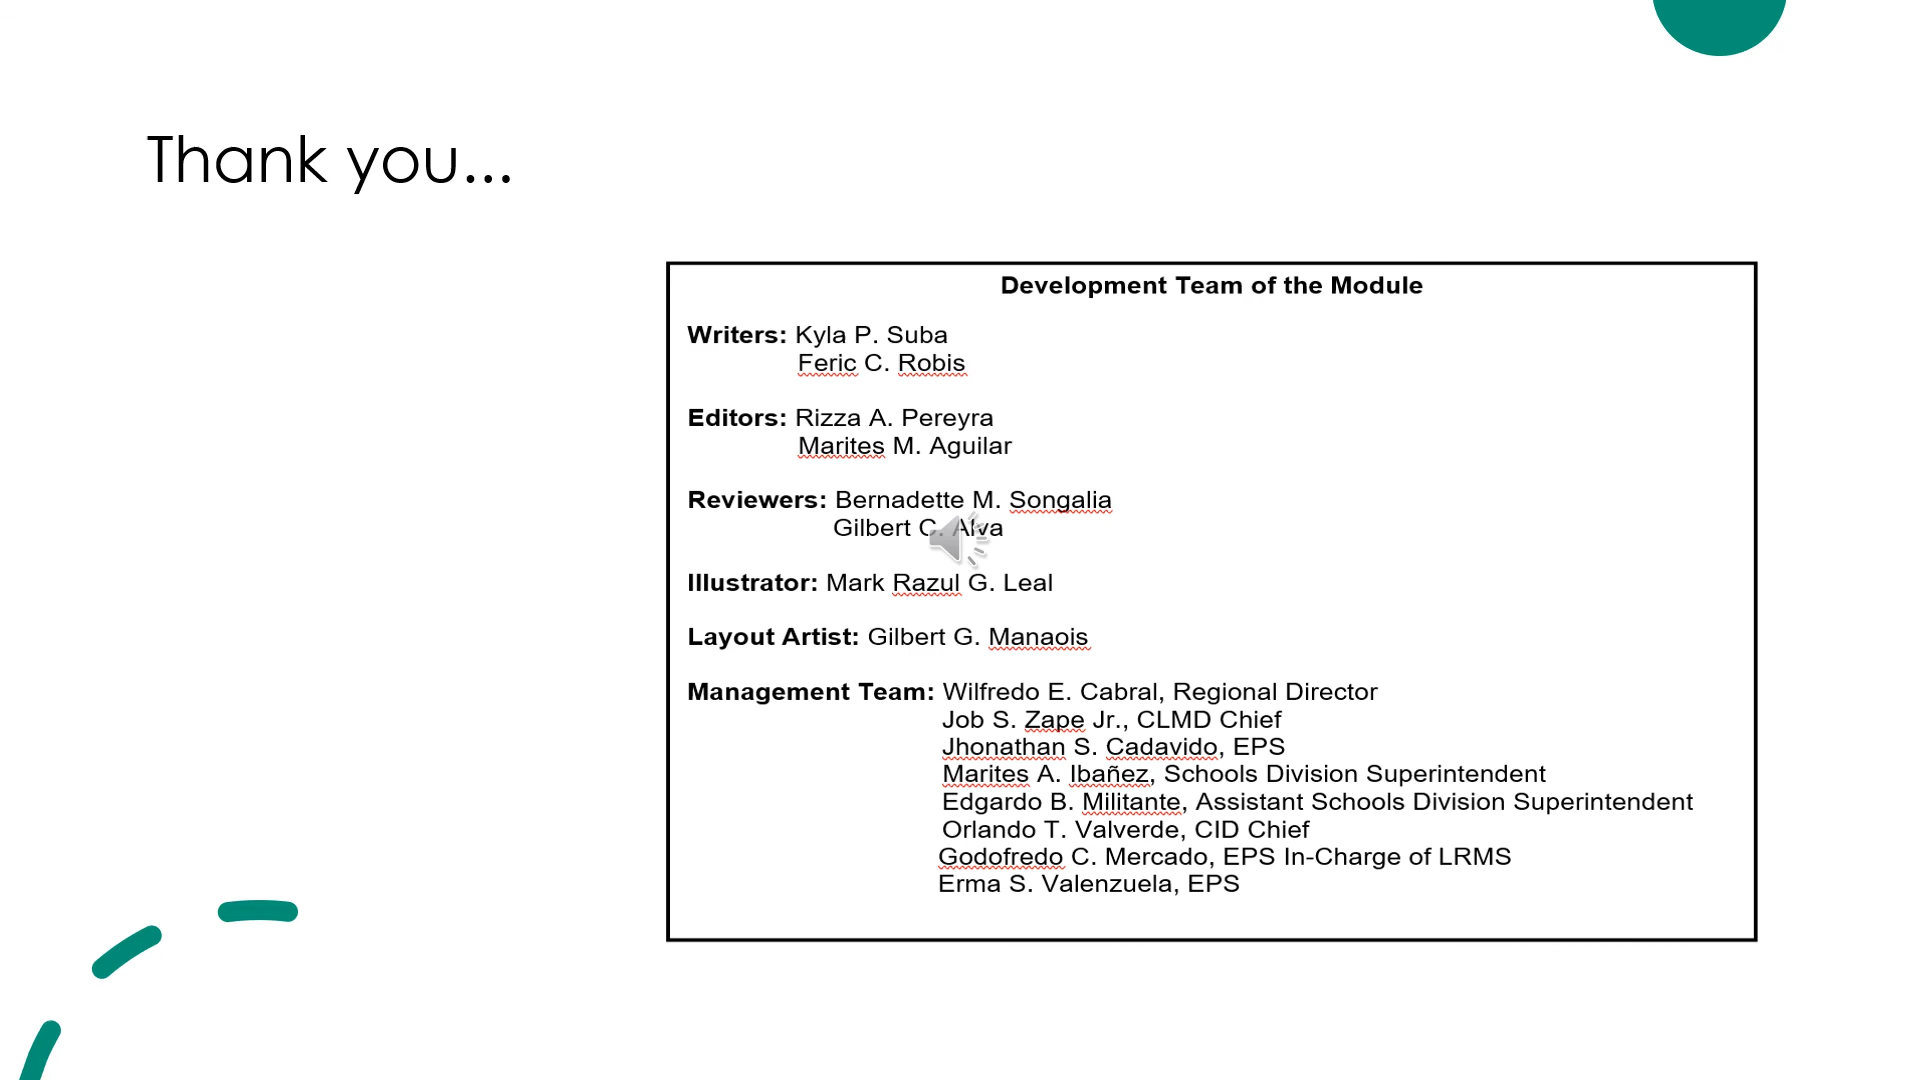 Thank you...
Development Team of the Module
Writers: Kyla P. Suba
Feric C. Robis
Editors: Rizza A. Pereyra
Marites M. Aguilar
Reviewers: Bernadette M. Songalia
Gilbert C. Alva
Illustrator: Mark Razul G. Leal
Layout Artist: Gilbert G. Manaois
Management Team: Wilfredo E. Cabral, Regional Director
Job S. Zape Jr., CLMD Chief
Jhonathan S. Cadavido, EPS
Marites A. Ibañez, Schools Division Superintendent
Edgardo B. Militante, Assistant Schools Division Superintendent
Orlando T. Valverde, CID Chief
Godofredo C. Mercado, EPS In-Charge of LRMS
Erma S. Valenzuela, EPS